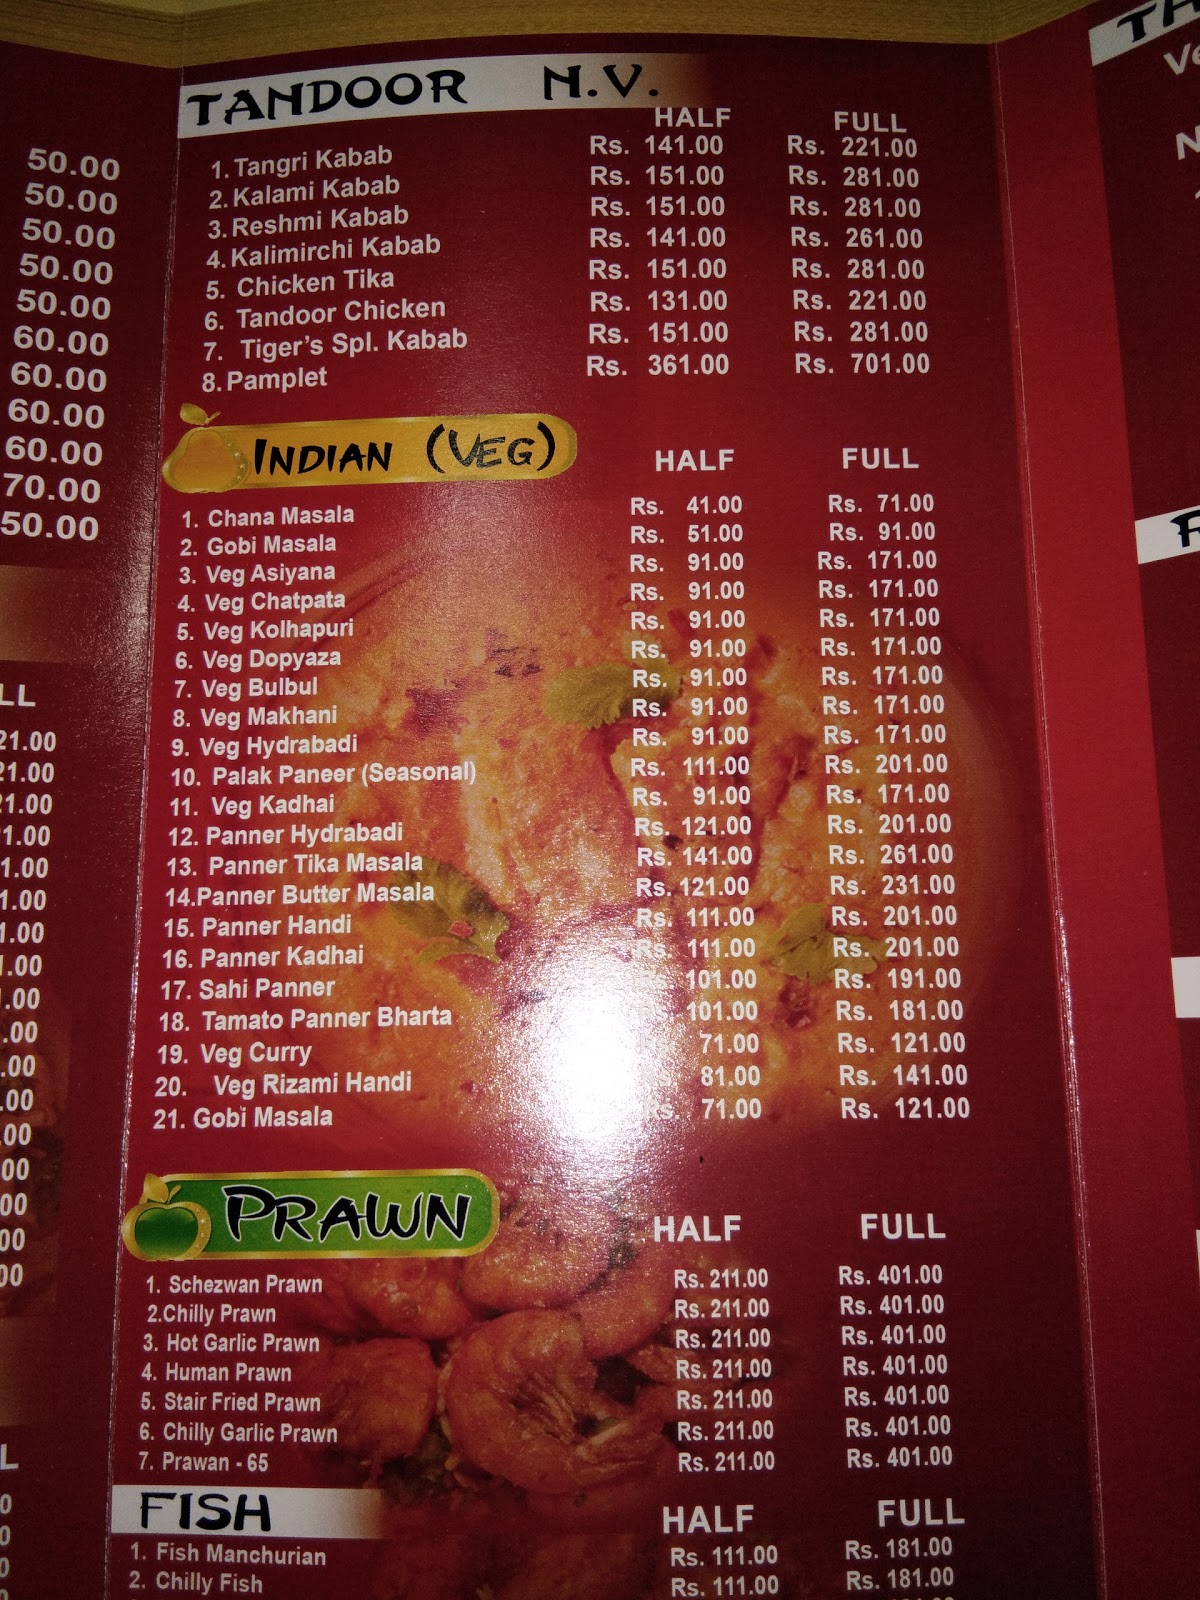 TANDOOR N.V.
HALF FULL
1. Tangri Kabab Rs. 141.00 Rs. 221.00
2. Kalami Kabab Rs. 151.00 Rs. 281.00
3. Reshmi Kabab Rs. 151.00 Rs. 281.00
4. Kalimirchi Kabab Rs. 141.00 Rs. 261.00
5. Chicken Tika Rs. 151.00 Rs. 281.00
6. Tandoor Chicken Rs. 131.00 Rs. 221.00
7. Tiger's Spl. Kabab Rs. 151.00 Rs. 281.00
8. Pamplet Rs. 361.00 Rs. 701.00
INDIAN (VEG) HALF FULL
1. Chana Masala Rs. 41.00 Rs. 71.00
2. Gobi Masala Rs. 51.00 Rs. 91.00
3. Veg Asiyana Rs. 91.00 Rs. 171.00
4. Veg Chatpata Rs. 91.00 Rs. 171.00
5. Veg Kolhapuri Rs. 91.00 Rs. 171.00
6. Veg Dopyaza Rs. 91.00 Rs. 171.00
7. Veg Bulbul Rs. 91.00 Rs. 171.00
8. Veg Makhani Rs. 91.00 Rs. 171.00
9. Veg Hydrabadi Rs. 91.00 Rs. 171.00
10. Palak Paneer (Seasonal) Rs. 111.00 Rs. 201.00
11. Veg Kadhai Rs. 91.00 Rs. 171.00
12. Panner Hydrabadi Rs. 121.00 Rs. 201.00
13. Panner Tika Masala Rs. 141.00 Rs. 261.00
14.Panner Butter Masala Rs. 121.00 Rs. 231.00
15. Panner Handi Rs. 111.00 Rs. 201.00
16. Panner Kadhai Rs. 111.00 Rs. 201.00
17. Sahi Panner Rs. 101.00 Rs. 191.00
18. Tamato Panner Bharta Rs. 101.00 Rs. 181.00
19. Veg Curry 71.00 Rs. 121.00
20. Veg Rizami Handi Rs. 81.00 Rs. 141.00
21. Gobi Masala Rs. 71.00 Rs. 121.00
PRAWN HALF FULL
1. Schezwan Prawn Rs. 211.00 Rs. 401.00
2.Chilly Prawn Rs. 211.00 Rs. 401.00
3. Hot Garlic Prawn Rs. 211.00 Rs. 401.00
4. Human Prawn Rs. 211.00 Rs. 401.00
5. Stair Fried Prawn Rs. 211.00 Rs. 401.00
6. Chilly Garlic Prawn Rs. 211.00 Rs. 401.00
7. Prawan - 65 Rs. 211.00 Rs. 401.00
FISH HALF FULL
1. Fish Manchurian Rs. 111.00 Rs. 181.00
2. Chilly Fish Rs. 111.00 Rs. 181.00
50.00
50.00
50.00
50.00
50.00
60.00
60.00
60.00
60.00
70.00
50.00